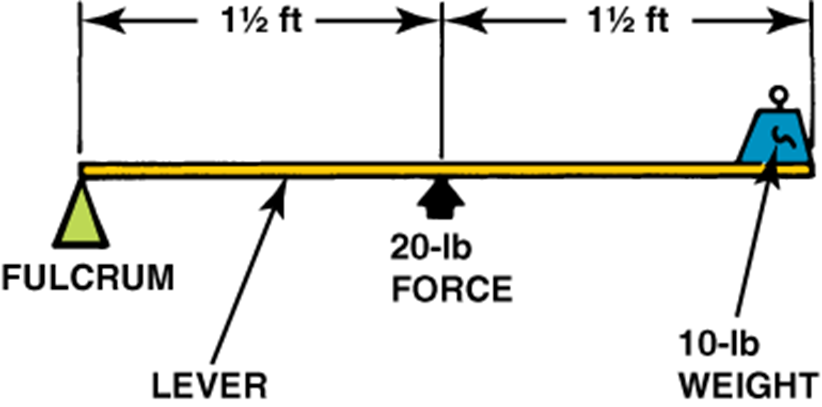 1½ ft
1½ ft
20-lb
FORCE
FULCRUM
10-lb
WEIGHT
LEVER